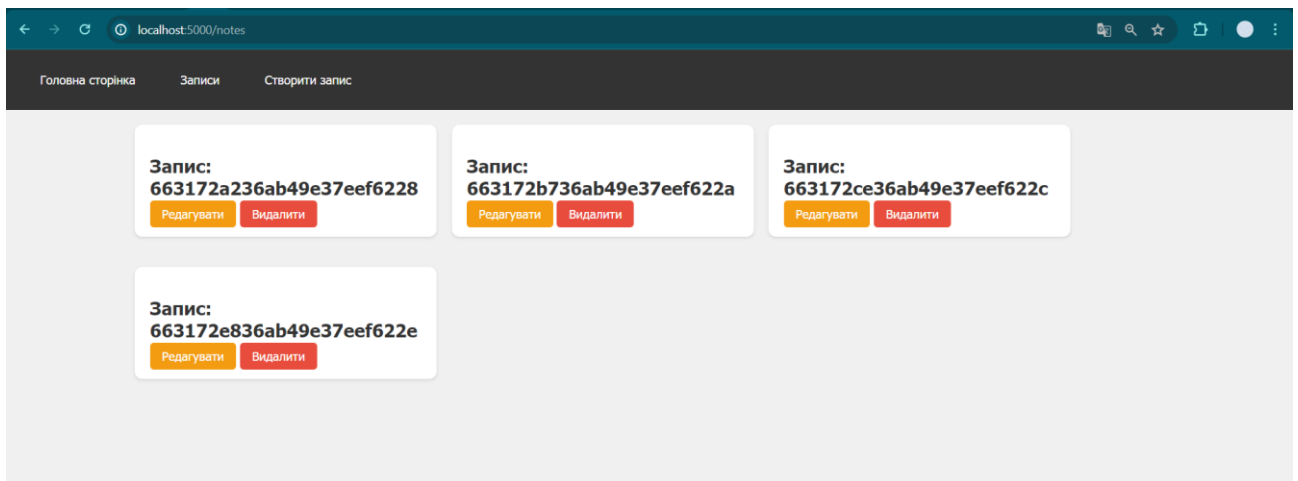 localhost:5000/notes
Головна сторінка Записи Створити запис
Запис:
663172a236ab49e37eef6228
Редагувати Видалити
Запис:
663172b736ab49e37eef622a
Редагувати Видалити
Запис:
663172ce36ab49e37eef622c
Редагувати Видалити
Запис:
663172e836ab49e37eef622e
Редагувати Видалити